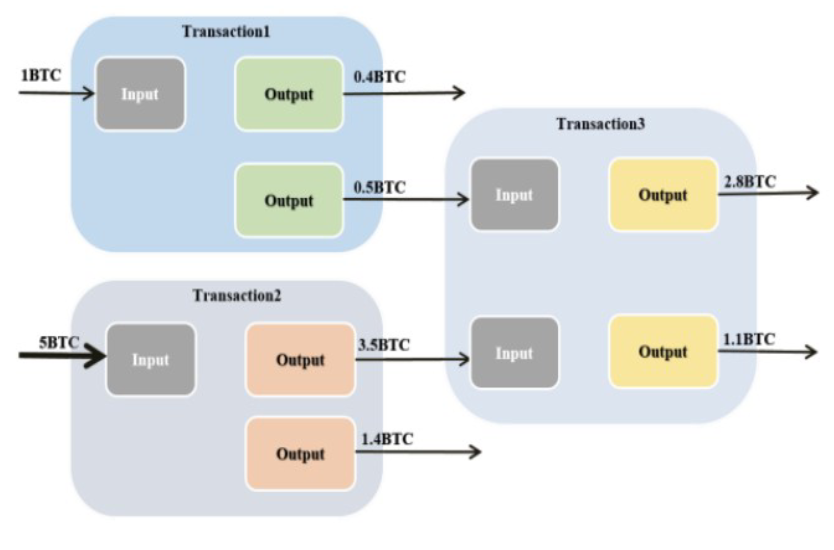 Transaction1
1BTC
Input
Output
0.4BTC
Output
0.5BTC
Transaction2
5BTC
Input
Output
3.5BTC
Output
1.4BTC
Transaction3
Input
Output
2.8BTC
Input
Output
1.1BTC